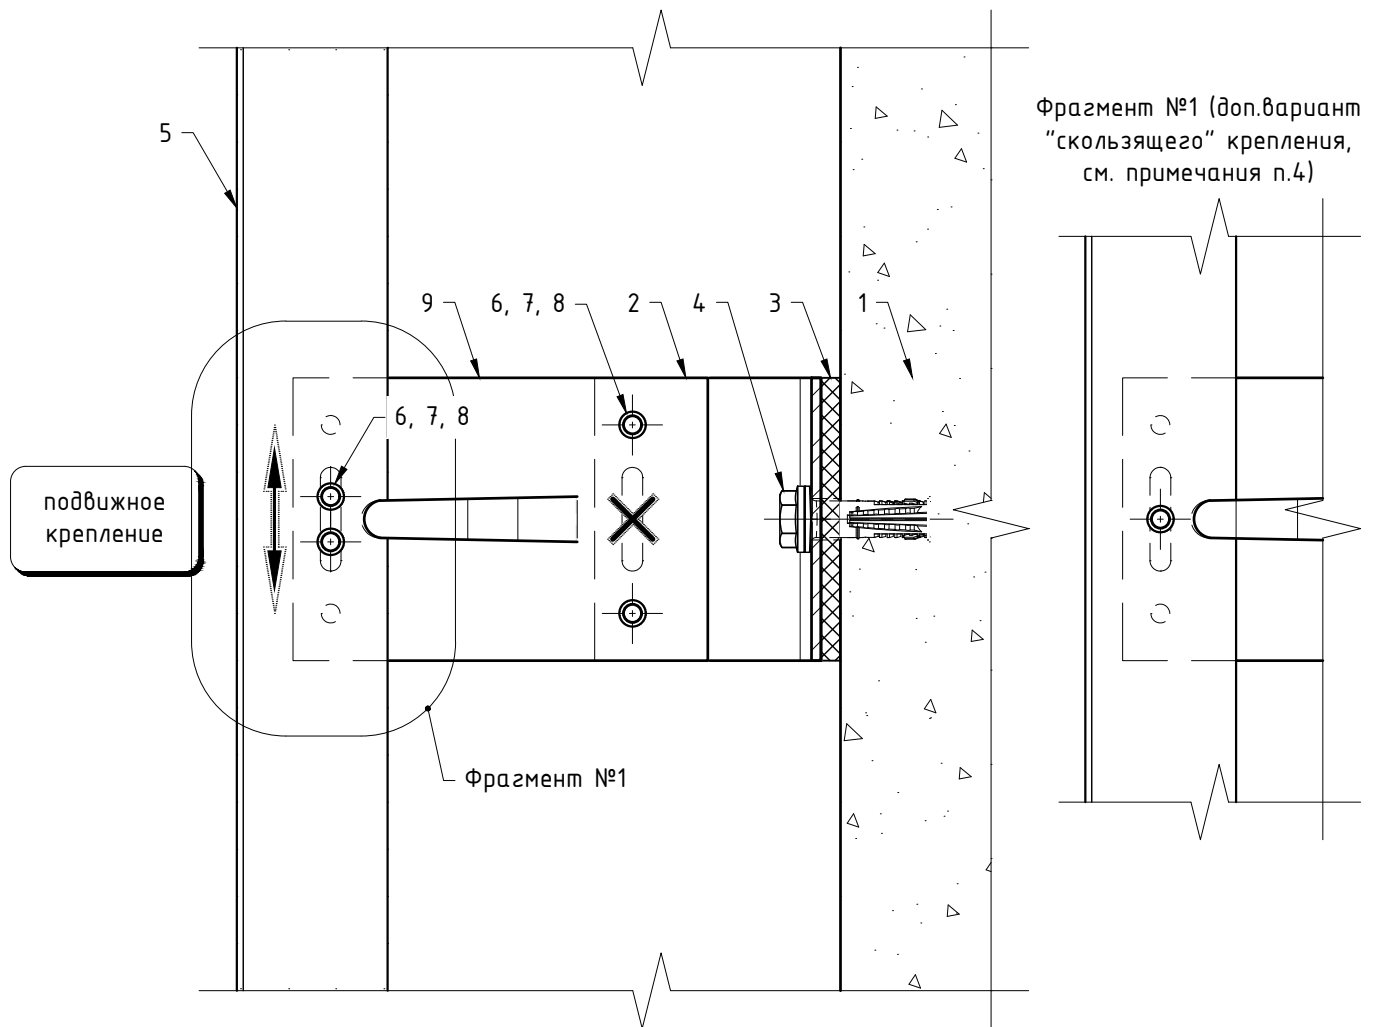 Фрагмент №1 (доп.вариант
"скользящего" крепления,
см. примечания п.4)
5
9
6, 7, 8
2
4
3
1
6, 7, 8
подвижное
крепление
Фрагмент №1